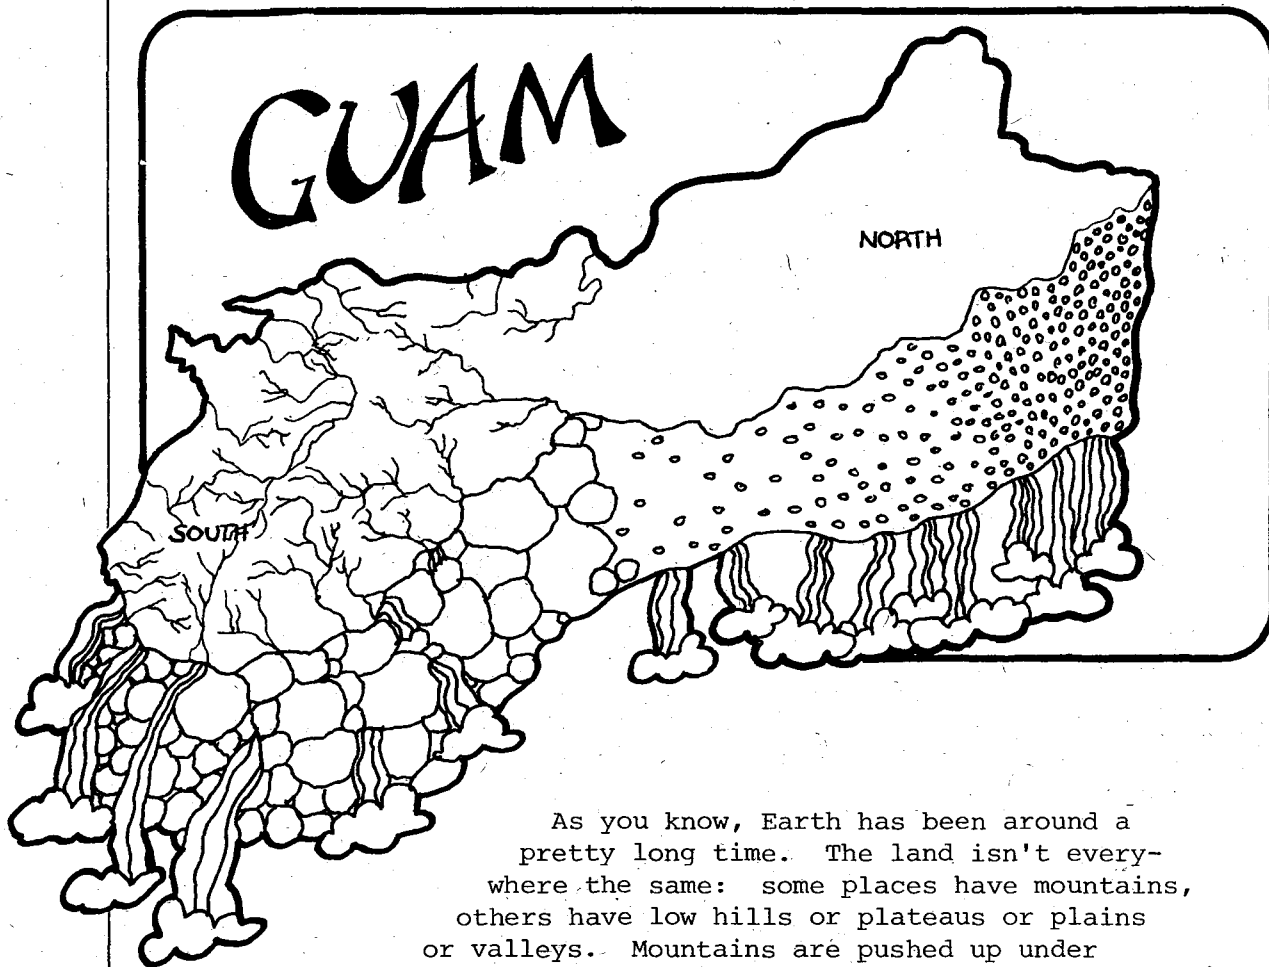 GUAM
NORTH
SOUTH
As you know, Earth has been around a
pretty long time. The land isn't every-
where the same: some places have mountains,
others have low hills or plateaus or plains
or valleys. Mountains are pushed up under